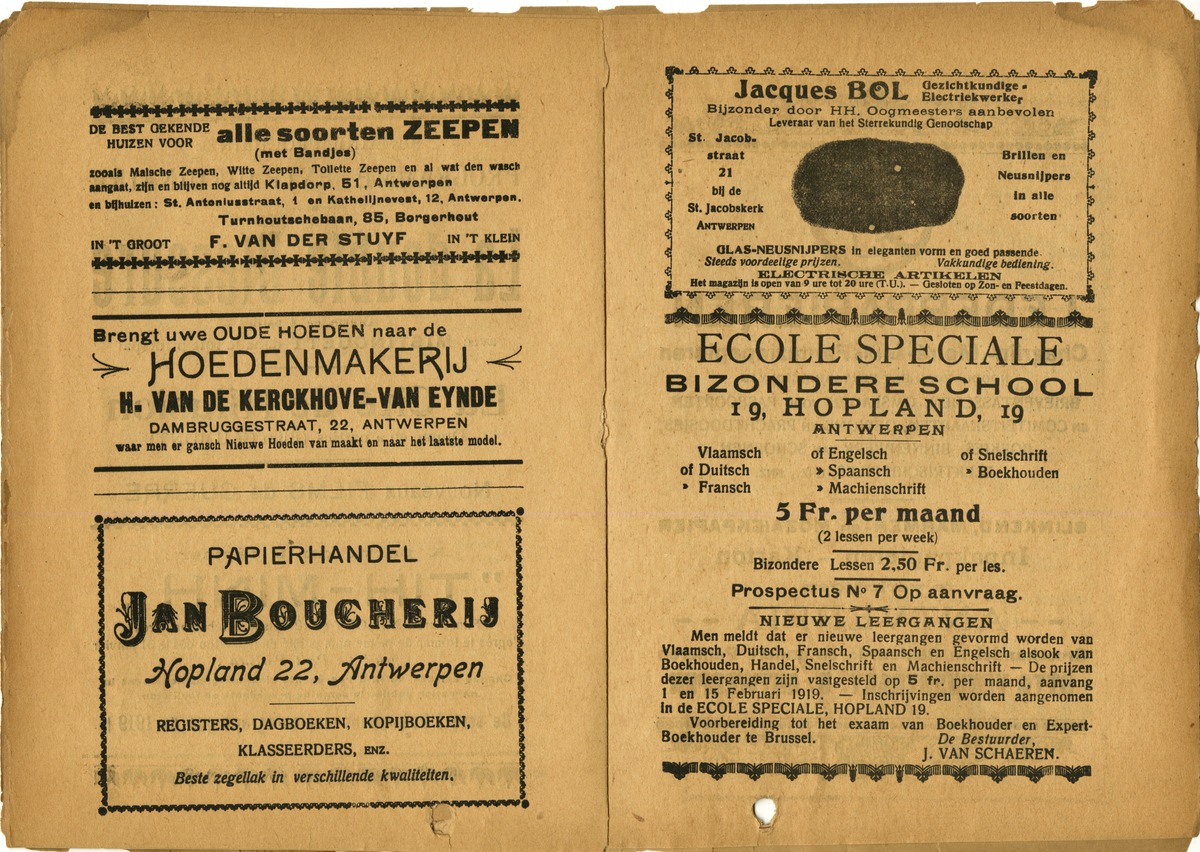 DE BEST GEKENDE HUIZEN VOOR alle soorten ZEEPEN
(met Bandjes)
zooals Malsche Zeepen, Witte Zeepen, Toilette Zeepen en al wat den wasch
aangaat, zijn en blijven nog altijd Klapdorp, 51, Antwerpen
en bijhuizen: St. Antoniusstraat, 1 en Kathelijnevest, 12, Antwerpen.
Turnhoutschebaan, 85, Borgerhout
IN 'T GROOT F. VAN DER STUYF IN 'T KLEIN
Brengt uwe OUDE HOEDEN naar de
HOEDENMAKERIJ
H. VAN DE KERCKHOVE-VAN EYNDE
DAMBRUGGESTRAAT, 22, ANTWERPEN
waar men er gansch Nieuwe Hoeden van maakt en naar het laatste model.
PAPIERHANDEL
JAN BOUCHERIJ
Hopland 22, Antwerpen
REGISTERS, DAGBOEKEN, KOPIJBOEKEN,
KLASSEERDERS, ENZ.
Beste zegellak in verschillende kwaliteiten.
Jacques BOL Gezichtkundige - Electriekwerker
Bijzonder door HH. Oogmeesters aanbevolen
Leveraar van het Sterrekundig Genootschap
St. Jacob-
straat
21
bij de
St. Jacobskerk
ANTWERPEN
Brillen en
Neusnijpers
in alle
soorten
GLAS-NEUSNIJPERS in eleganten vorm en goed passende.
Steeds voordeelige prijzen. Vakkundige bediening.
ELECTRISCHE ARTIKELEN
Het magazijn is open van 9 ure tot 20 ure (T.U.). — Gesloten op Zon- en Feestdagen.
ECOLE SPECIALE
BIZONDERE SCHOOL
19, HOPLAND, 19
ANTWERPEN
Vlaamsch of Engelsch of Snelschrift
of Duitsch » Spaansch » Boekhouden
» Fransch » Machienschrift
5 Fr. per maand
(2 lessen per week)
Bizondere Lessen 2,50 Fr. per les.
Prospectus No 7 Op aanvraag.
NIEUWE LEERGANGEN
Men meldt dat er nieuwe leergangen gevormd worden van
Vlaamsch, Duitsch, Fransch, Spaansch en Engelsch alsook van
Boekhouden, Handel, Snelschrift en Machienschrift — De prijzen
dezer leergangen zijn vastgesteld op 5 fr. per maand, aanvang
1 en 15 Februari 1919. — Inschrijvingen worden aangenomen
in de ECOLE SPECIALE, HOPLAND 19.
Voorbereiding tot het exaam van Boekhouder en Expert-
Boekhouder te Brussel. De Bestuurder,
J. VAN SCHAEREN.